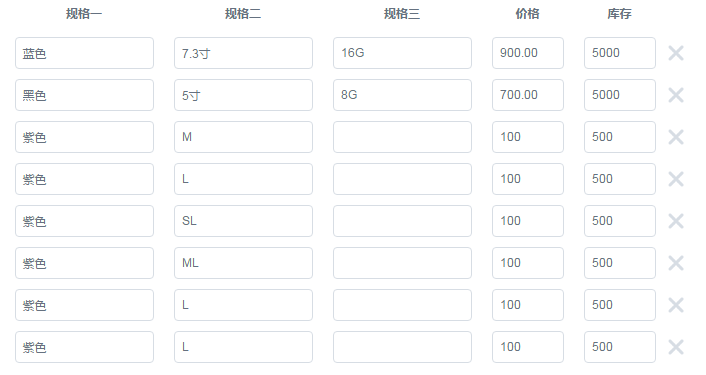 规格一 规格二 规格三 价格 库存
蓝色 7.3寸 16G 900.00 5000
黑色 5寸 8G 700.00 5000
紫色 M 100 500
紫色 L 100 500
紫色 SL 100 500
紫色 ML 100 500
紫色 L 100 500
紫色 L 100 500